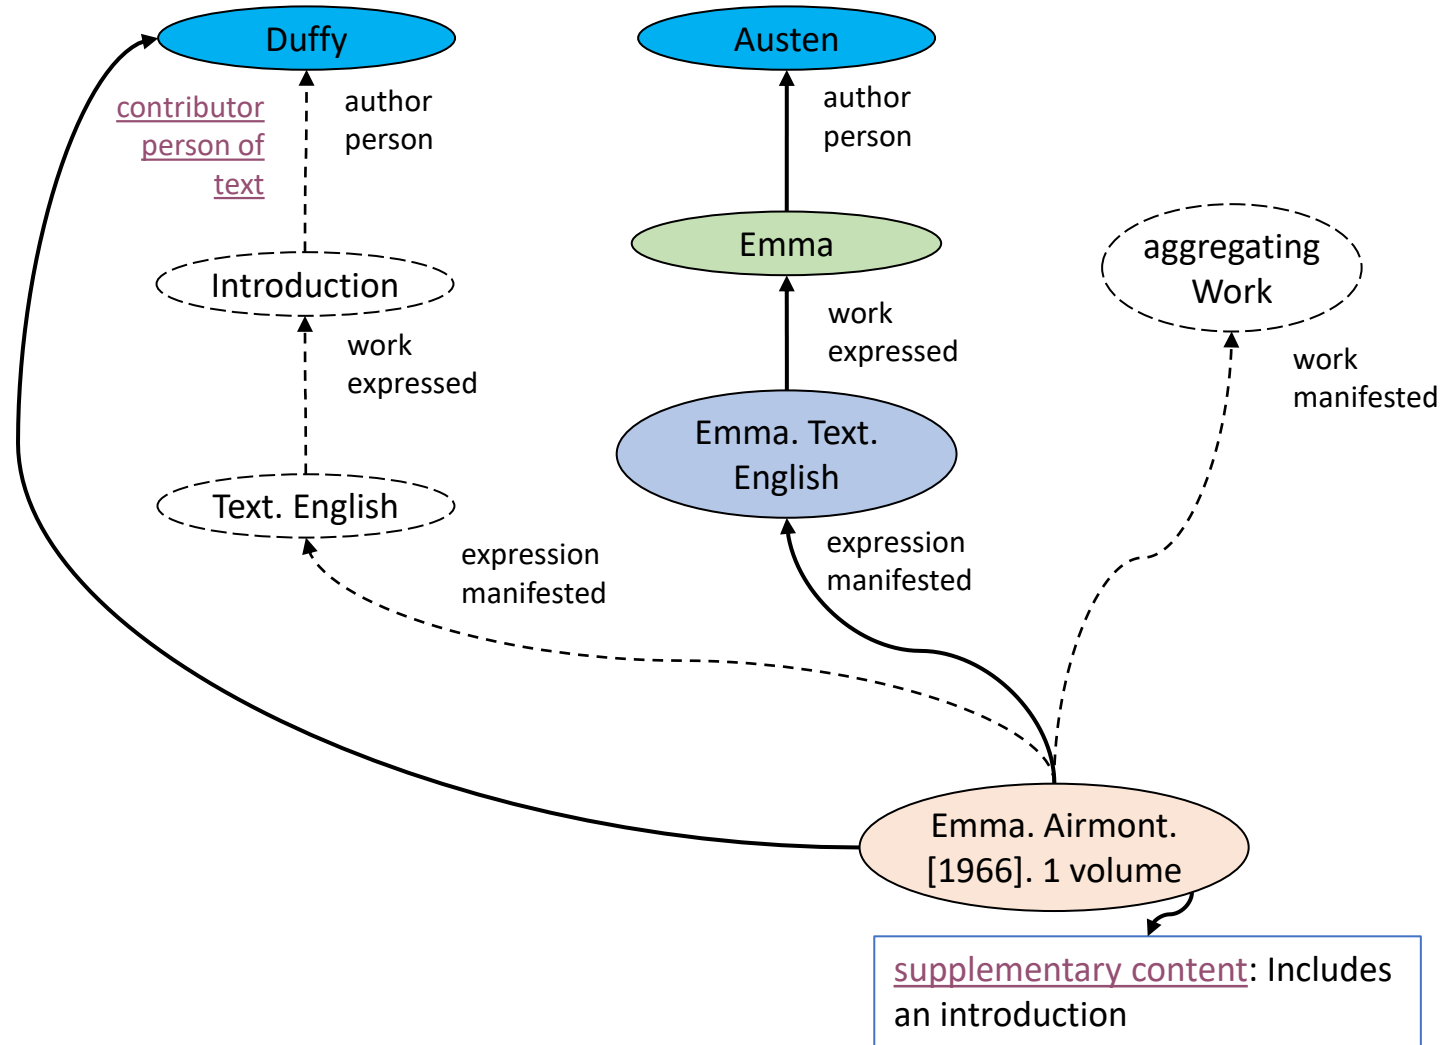 Duffy
Austen
contributor
person of
text
author
person
author
person
Introduction
Emma
aggregating
Work
work
expressed
work
expressed
work
manifested
Text. English
Emma. Text.
English
expression
manifested
expression
manifested
Emma. Airmont.
[1966]. 1 volume
supplementary content: Includes
an introduction